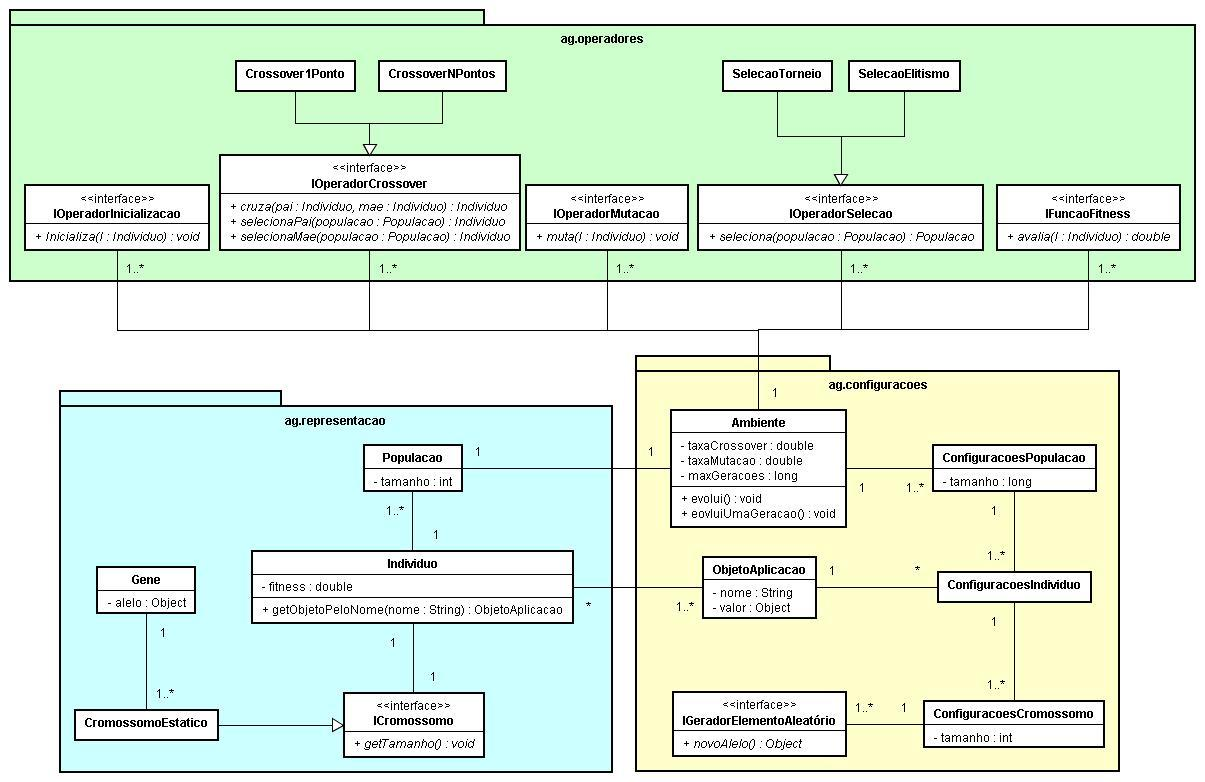 ag.operadores
Crossover1Ponto
CrossoverNPontos
SelecaoTorneio
SelecaoElitismo
<<interface>>
IOperadorInicializacao
+ Inicializa(I : Individuo) : void
<<interface>>
IOperadorCrossover
+ cruza(pai : Individuo, mae : Individuo) : Individuo
+ selecionaPai(populacao : Populacao) : Individuo
+ selecionaMae(populacao : Populacao) : Individuo
<<interface>>
IOperadorMutacao
+ muta(I : Individuo) : void
<<interface>>
IOperadorSelecao
+ seleciona(populacao : Populacao) : Populacao
<<interface>>
IFuncaoFitness
+ avalia(I : Individuo) : double
1..*
1..*
1..*
1..*
1..*
ag.representacao
Populacao
- tamanho : int
1
1
1..*
1
Individuo
- fitness : double
+ getObjetoPeloNome(nome : String) : ObjetoAplicacao
Gene
- alelo : Object
1
1..*
1
1
CromossomoEstatico
<<interface>>
ICromossomo
+ getTamanho() : void
ag.configuracoes
1
Ambiente
- taxaCrossover : double
- taxaMutacao : double
- maxGeracoes : long
+ evolui() : void
+ eovluiUmaGeracao() : void
1
1..*
ConfiguracoesPopulacao
- tamanho : long
1
1..*
ObjetoAplicacao
- nome : String
- valor : Object
*
1..*
1
*
ConfiguracoesIndividuo
1
1..*
<<interface>>
IGeradorElementoAleatório
+ novoAlelo() : Object
1..*
1
ConfiguracoesCromossomo
- tamanho : int